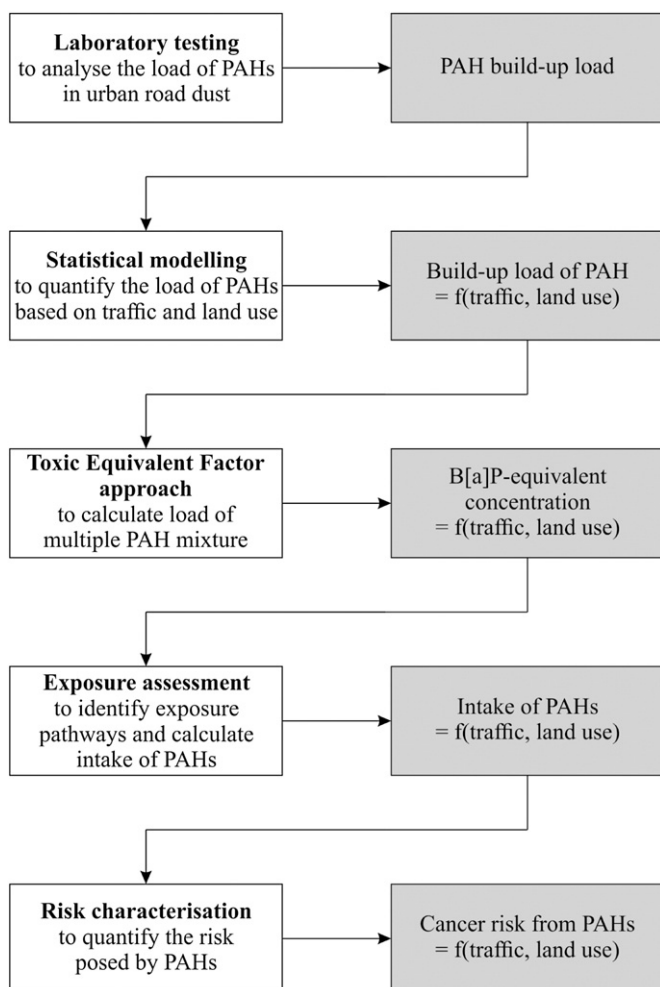 Laboratory testing
to analyse the load of PAHs
in urban road dust
PAH build-up load
Statistical modelling
to quantify the load of PAHs
based on traffic and land use
Build-up load of PAH
= f(traffic, land use)
Toxic Equivalent Factor
approach
to calculate load of
multiple PAH mixture
B[a]P-equivalent
concentration
= f(traffic, land use)
Exposure assessment
to identify exposure
pathways and calculate
intake of PAHs
Intake of PAHs
= f(traffic, land use)
Risk characterisation
to quantify the risk
posed by PAHs
Cancer risk from PAHs
= f(traffic, land use)